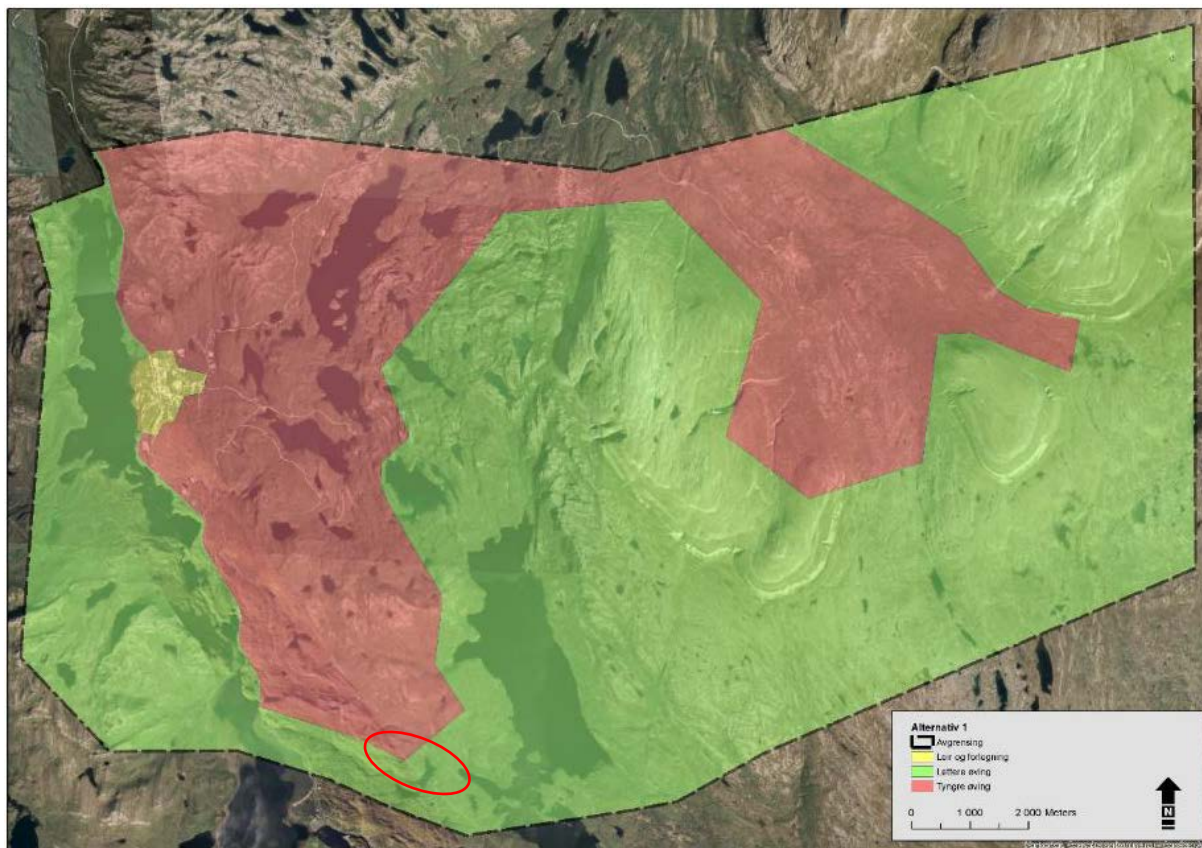 Alternativ 1
Avgrensing
Leir og forlegning
Lettere øving
Tyngre øving
0 1 000 2 000 Meters
N